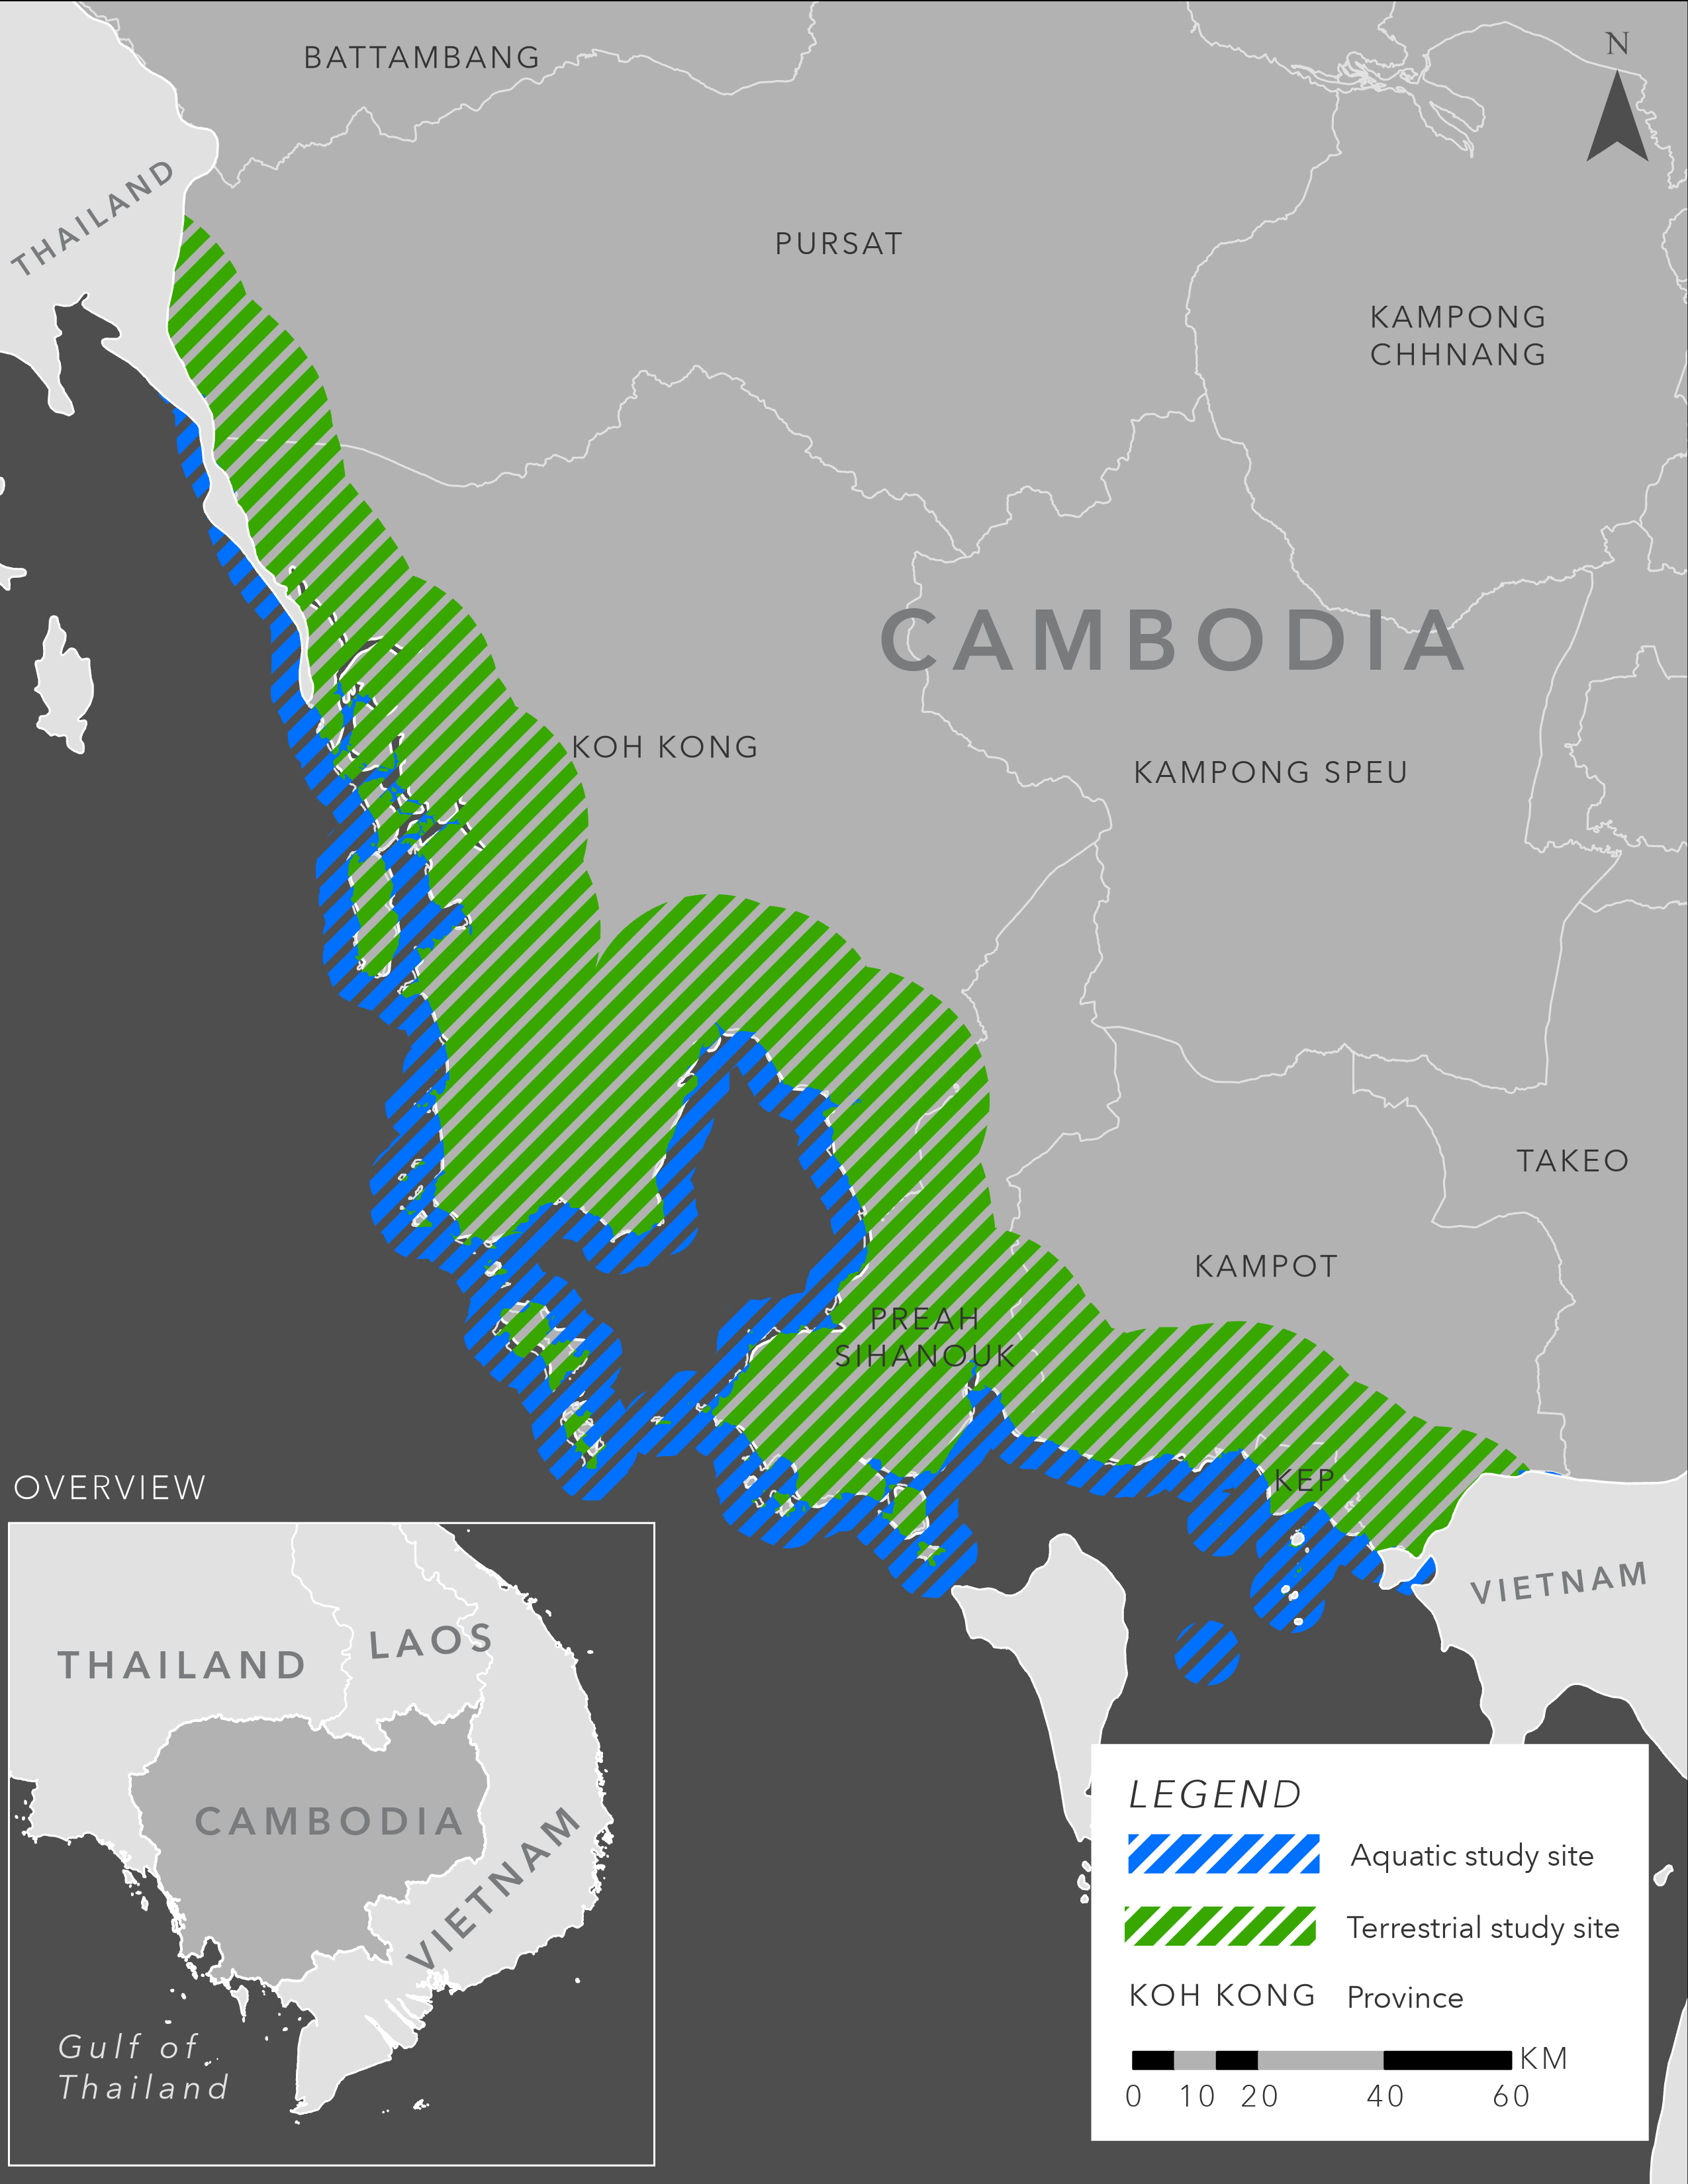 N
BATTAMBANG
THAILAND
PURSAT
KAMPONG
CHHNANG
CAMBODIA
KOH KONG
KAMPONG SPEU
TAKEO
KAMPOT
PREAH
SIHANOUK
KEP
VIETNAM
OVERVIEW
THAILAND
LAOS
CAMBODIA
VIETNAM
Gulf of
Thailand
LEGEND
Aquatic study site
Terrestrial study site
KOH KONG Province
KM
0 10 20 40 60